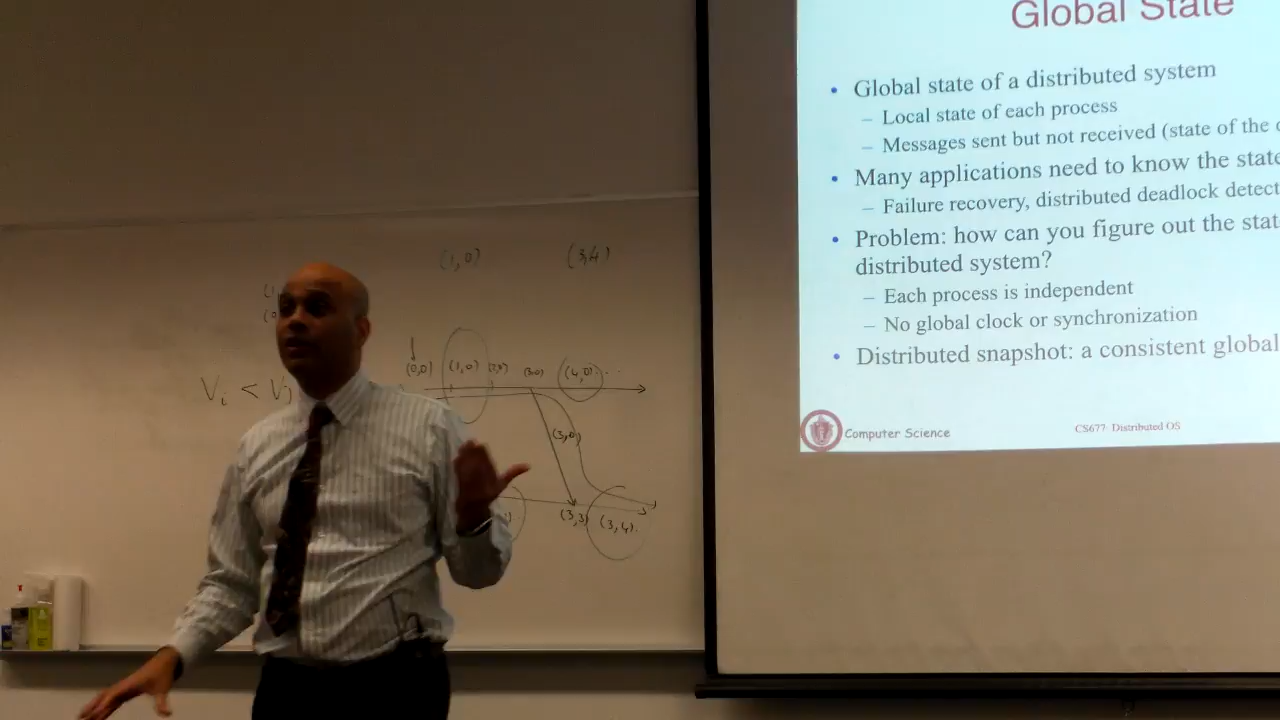 Global State
• Global state of a distributed system
– Local state of each process
– Messages sent but not received (state of the
• Many applications need to know the state
– Failure recovery, distributed deadlock detect
• Problem: how can you figure out the stat
distributed system?
– Each process is independent
– No global clock or synchronization
• Distributed snapshot: a consistent global
Computer Science
CS677: Distributed OS
(1,0)
(3,4)
(0,0)
(1,0)
(2,0)
(3,0)
(4,0)...
Vi < Vj
(3,0)
(3,3)
(3,4).